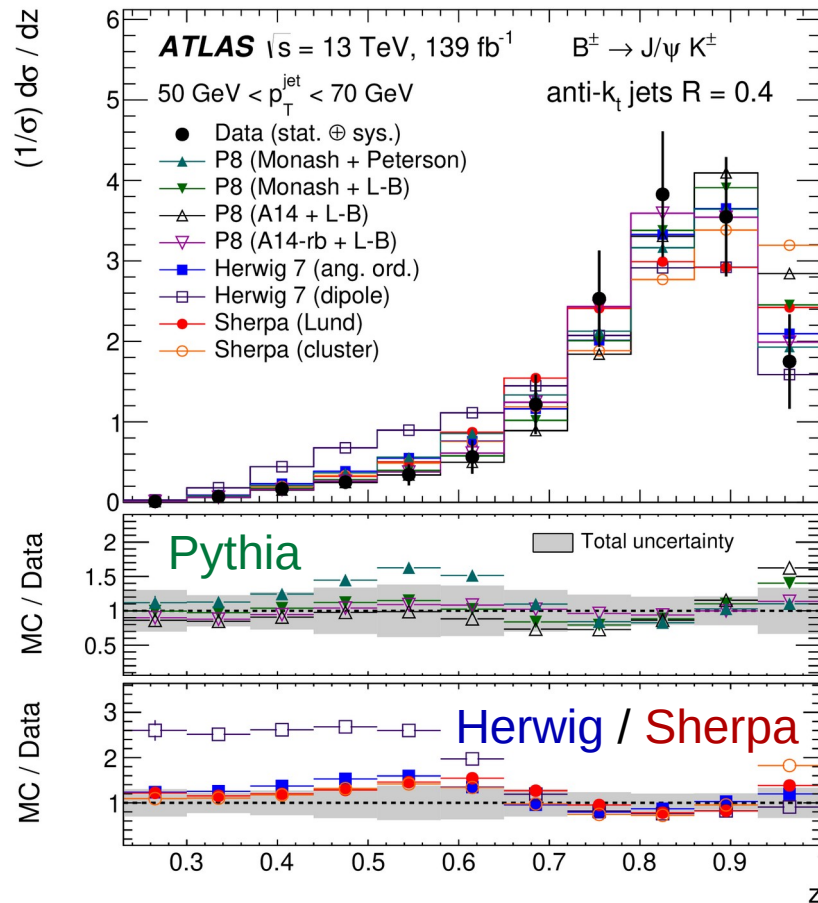 ATLAS √s = 13 TeV, 139 fb⁻¹ B± → J/ψ K±
50 GeV < p_T^jet < 70 GeV anti-k_t jets R = 0.4
Data (stat. ⊕ sys.)
P8 (Monash + Peterson)
P8 (Monash + L-B)
P8 (A14 + L-B)
P8 (A14-rb + L-B)
Herwig 7 (ang. ord.)
Herwig 7 (dipole)
Sherpa (Lund)
Sherpa (cluster)
(1/σ) dσ / dz
6
5
4
3
2
1
0
Pythia
Total uncertainty
MC / Data
2
1.5
1
0.5
Herwig / Sherpa
MC / Data
3
2
1
0.3 0.4 0.5 0.6 0.7 0.8 0.9
z